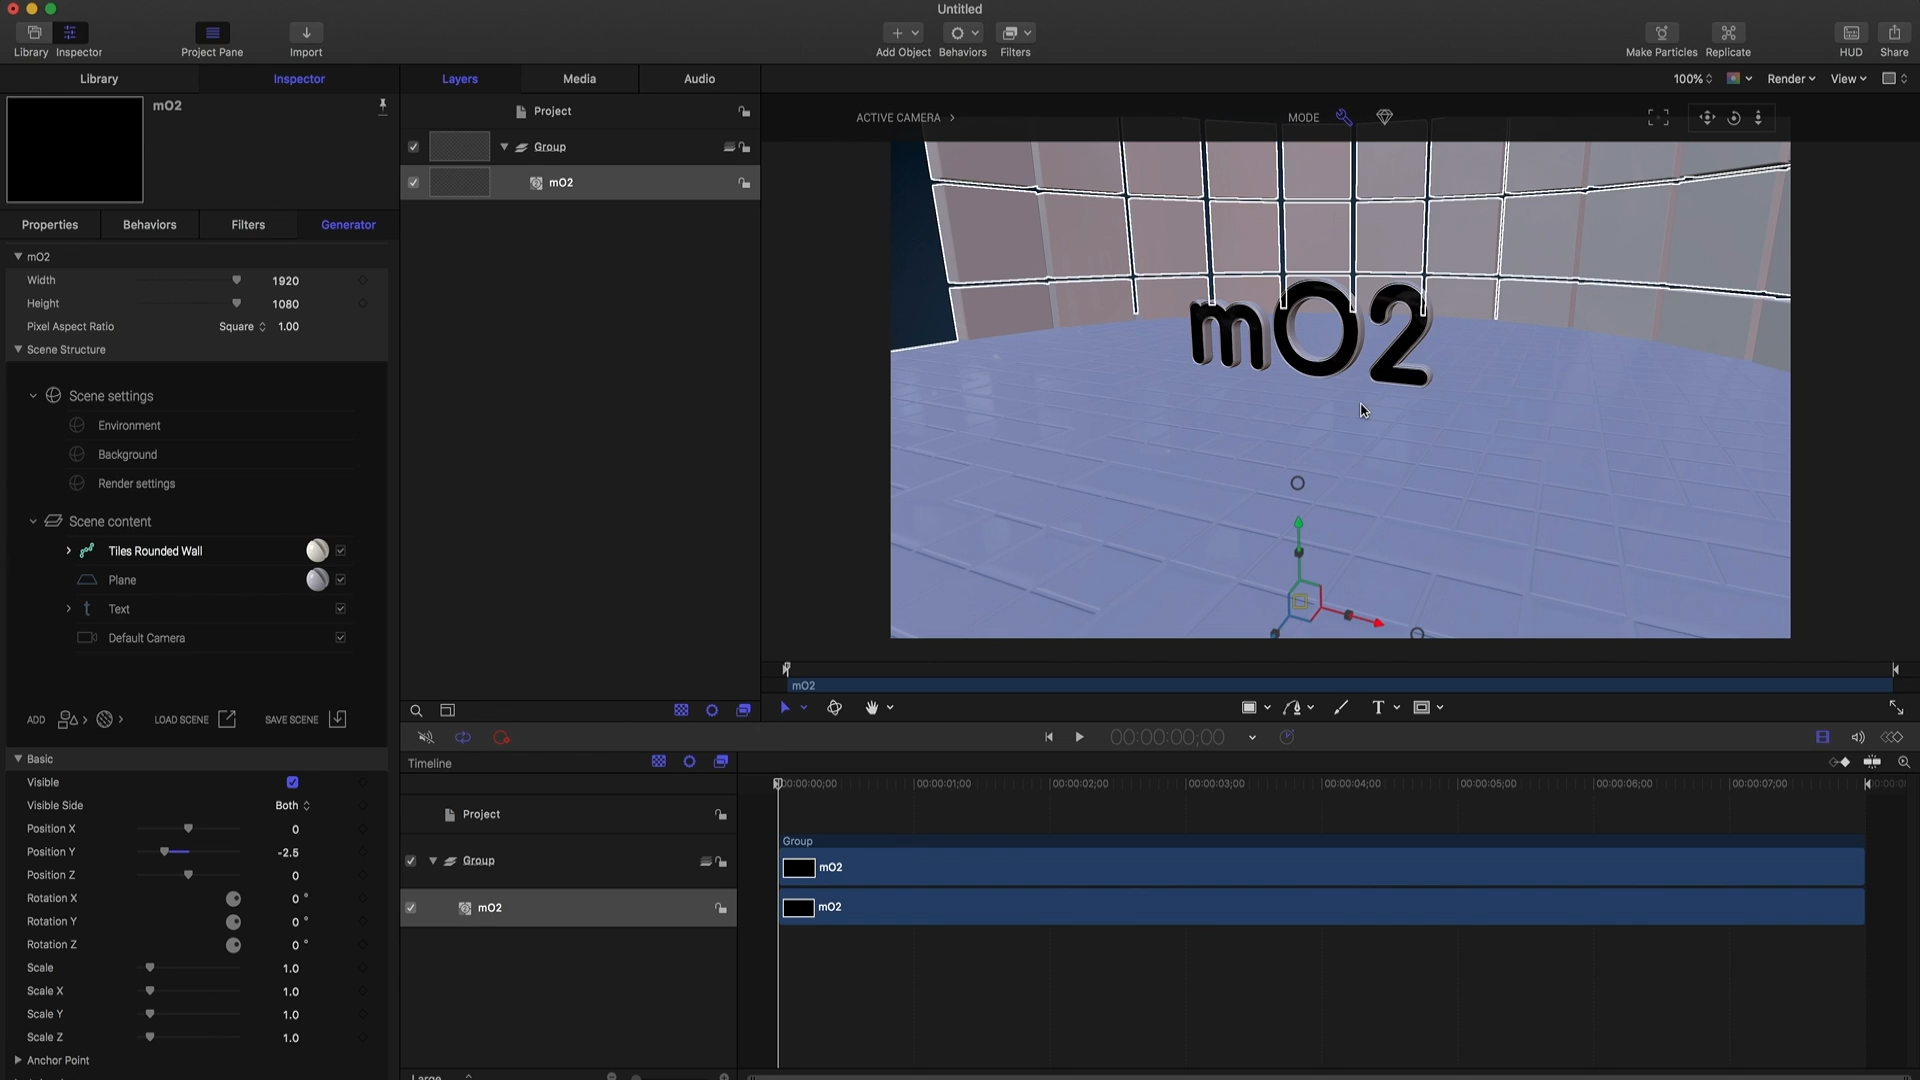 Untitled
Library
Inspector
Project Pane
Import
Add Object
Behaviors
Filters
Make Particles
Replicate
HUD
Share
Library
Inspector
Layers
Media
Audio
100%
Render
View
mO2
Project
Group
mO2
ACTIVE CAMERA
MODE
mO2
Properties
Behaviors
Filters
Generator
mO2
Width 1920
Height 1080
Pixel Aspect Ratio Square 1.00
Scene Structure
Scene settings
Environment
Background
Render settings
Scene content
Tiles Rounded Wall
Plane
t Text
Default Camera
ADD
LOAD SCENE
SAVE SCENE
Basic
Visible
Visible Side Both
Position X 0
Position Y -2.5
Position Z 0
Rotation X 0 °
Rotation Y 0 °
Rotation Z 0 °
Scale 1.0
Scale X 1.0
Scale Y 1.0
Scale Z 1.0
Anchor Point
mO2
T
00:00:00;00
Timeline
00:00:00;00
00:00:01;00
00:00:02;00
00:00:03;00
00:00:04;00
00:00:05;00
00:00:06;00
00:00:07;00
Project
Group
Group
mO2
mO2
mO2
Large